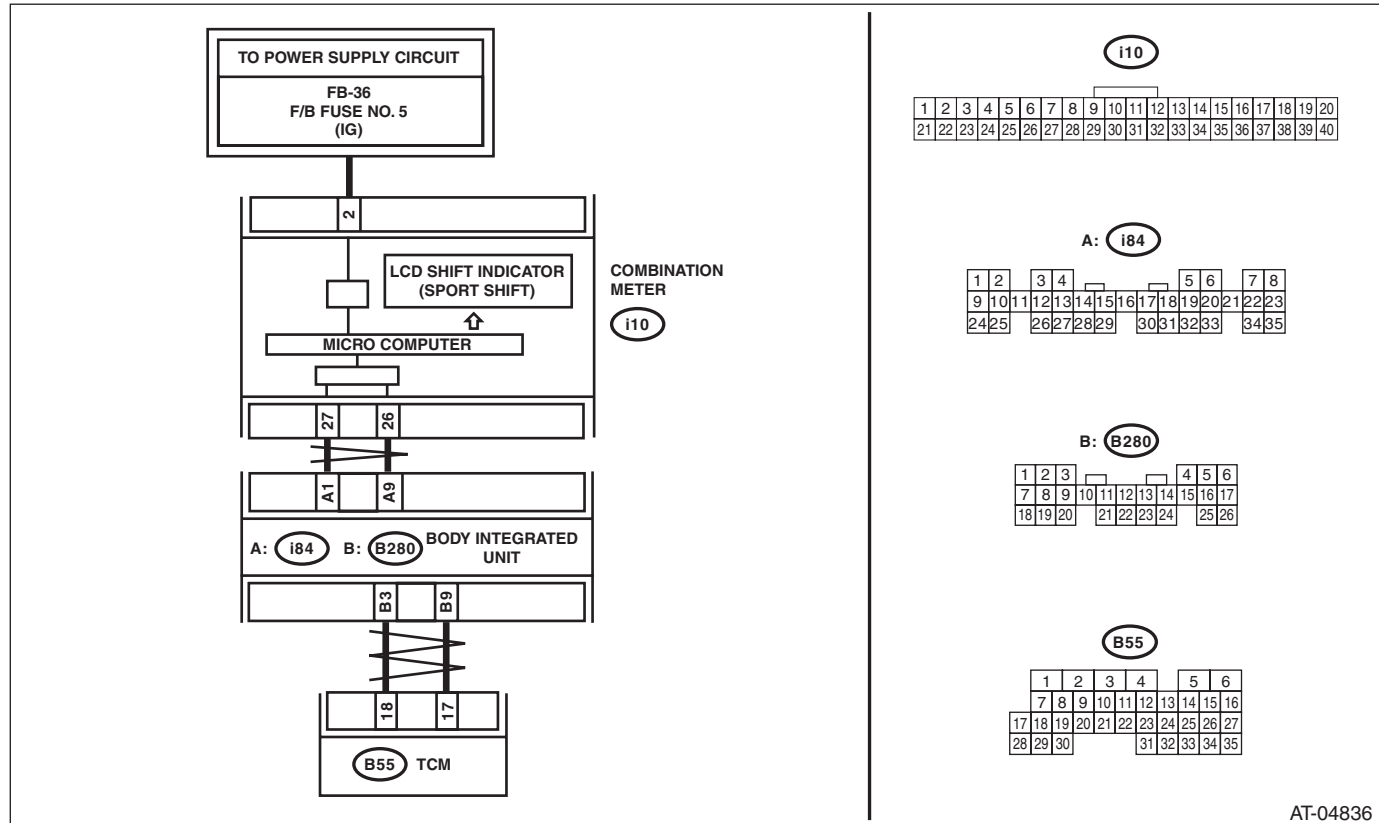 TO POWER SUPPLY CIRCUIT
FB-36
F/B FUSE NO. 5
(IG)
2
LCD SHIFT INDICATOR
(SPORT SHIFT)
MICRO COMPUTER
COMBINATION
METER
i10
27 26
A1 A9
A: i84 B: B280 BODY INTEGRATED
UNIT
B3 B9
18 17
B55 TCM
i10
1 2 3 4 5 6 7 8 9 10 11 12 13 14 15 16 17 18 19 20
21 22 23 24 25 26 27 28 29 30 31 32 33 34 35 36 37 38 39 40
A: i84
1 2 3 4 5 6 7 8
9 10 11 12 13 14 15 16 17 18 19 20 21 22 23
24 25 26 27 28 29 30 31 32 33 34 35
B: B280
1 2 3 4 5 6
7 8 9 10 11 12 13 14 15 16 17
18 19 20 21 22 23 24 25 26
B55
1 2 3 4 5 6
7 8 9 10 11 12 13 14 15 16
17 18 19 20 21 22 23 24 25 26 27
28 29 30 31 32 33 34 35
AT-04836